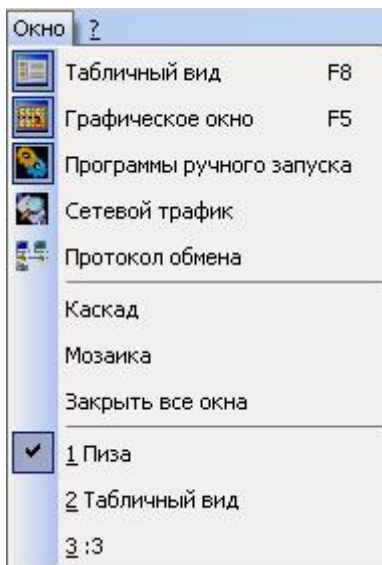 Окно ?
Табличный вид F8
Графическое окно F5
Программы ручного запуска
Сетевой трафик
Протокол обмена
Каскад
Мозаика
Закрыть все окна
1 Пиза
2 Табличный вид
3 :3